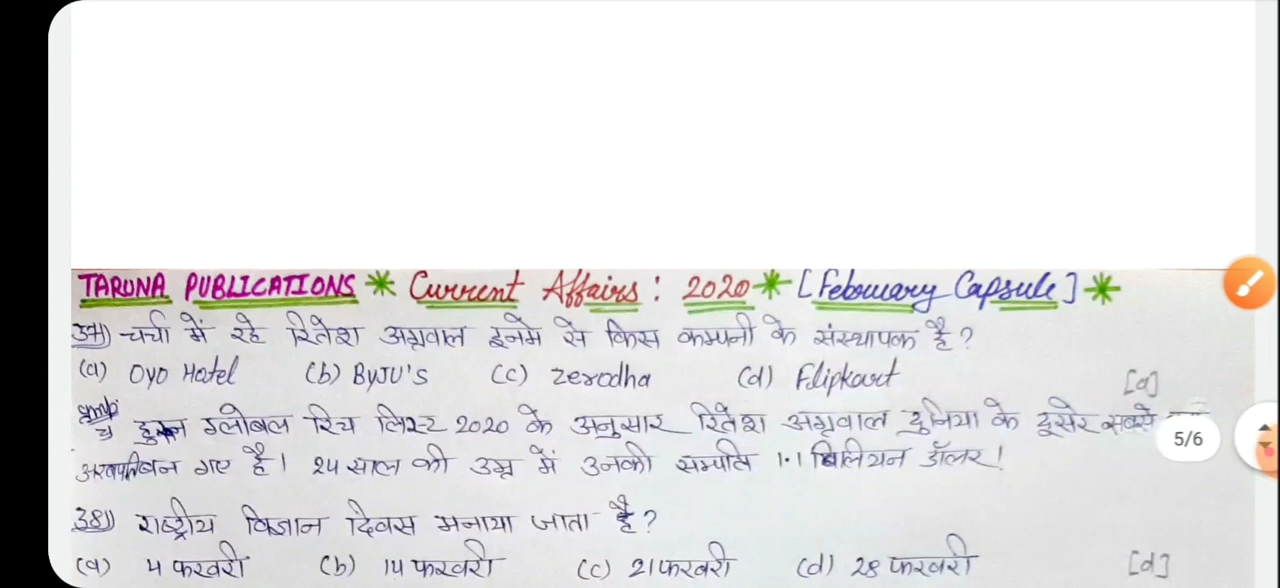 TARUNA PUBLICATIONS * Current Affairs : 2020 * [Febouary Capsule] *
37) चर्चा में रहे रितेश अग्रवाल इनमे से किस कम्पनी के संस्थापक है?
(a) OYO Hotel (b) BYJU'S (c) Zerodha (d) Flipkart [a]
हुरुन ग्लोबल रिच लिस्ट 2020 के अनुसार रितेश अग्रवाल दुनिया के दूसरे सबसे
अरबपति बन गए है। 24 साल की उम्र में उनकी सम्पति 1.1 बिलियन डॉलर!
38) राष्ट्रीय विज्ञान दिवस मनाया जाता है?
(a) 4 फरवरी (b) 14 फरवरी (c) 21 फरवरी (d) 28 फरवरी [d]
5/6